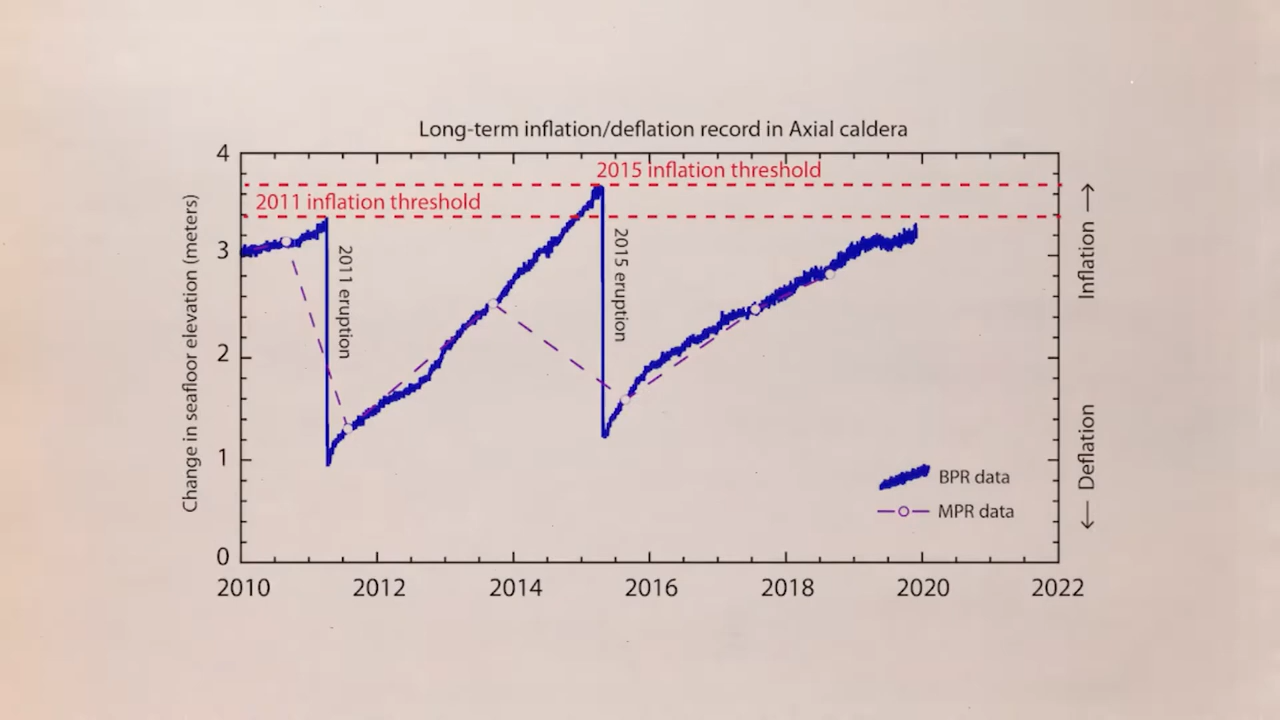 Long-term inflation/deflation record in Axial caldera
4
3
2
1
0
Change in seafloor elevation (meters)
2015 inflation threshold
2011 inflation threshold
2011 eruption
2015 eruption
BPR data
MPR data
Inflation →
← Deflation
2010 2012 2014 2016 2018 2020 2022